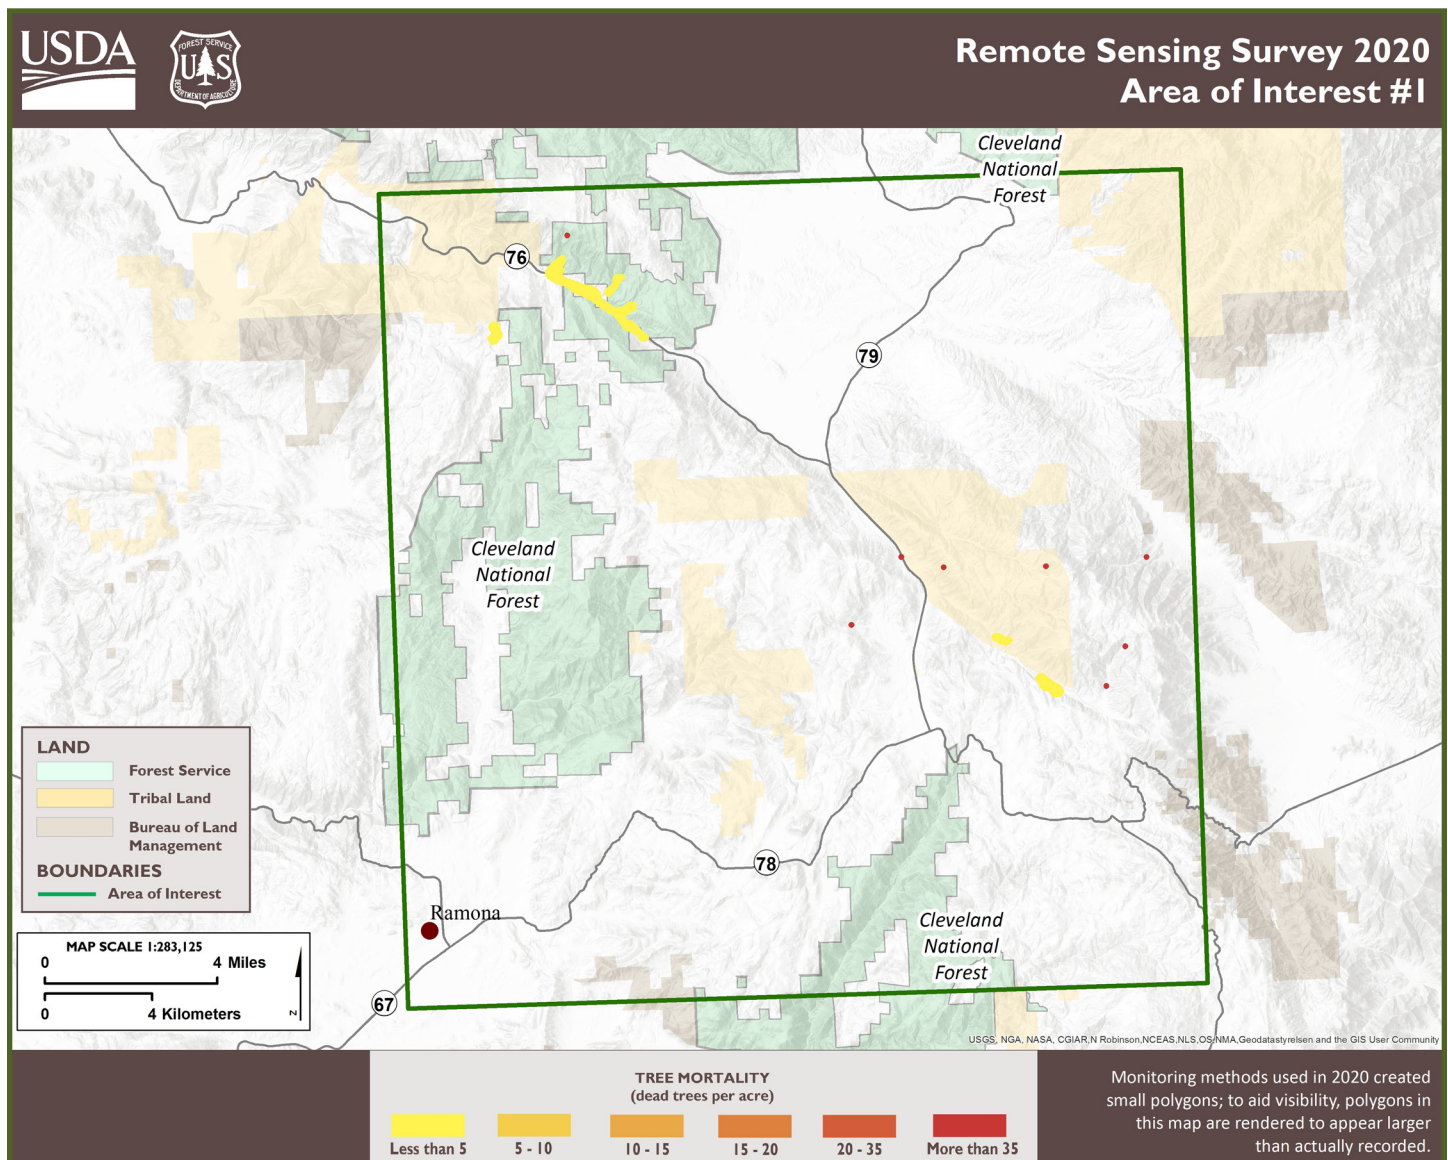 USDA
FOREST SERVICE
U S
DEPARTMENT OF AGRICULTURE
Remote Sensing Survey 2020
Area of Interest #1
Cleveland
National
Forest
76
79
Cleveland
National
Forest
78
Cleveland
National
Forest
Ramona
67
LAND
Forest Service
Tribal Land
Bureau of Land
Management
BOUNDARIES
Area of Interest
MAP SCALE 1:283,125
0 4 Miles
0 4 Kilometers
N
USGS, NGA, NASA, CGIAR,N Robinson,NCEAS,NLS,OS,NMA,Geodatastyrelsen and the GIS User Community
TREE MORTALITY
(dead trees per acre)
Less than 5 5 - 10 10 - 15 15 - 20 20 - 35 More than 35
Monitoring methods used in 2020 created
small polygons; to aid visibility, polygons in
this map are rendered to appear larger
than actually recorded.